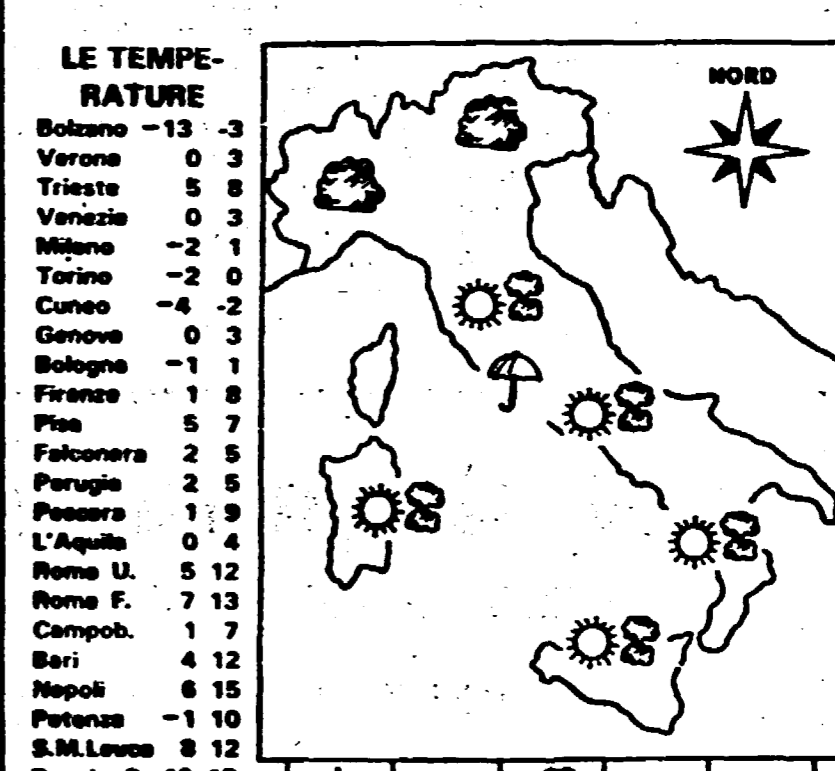 LE TEMPE-
RATURE
Bolzano -13 -3
Verona 0 3
Trieste 5 8
Venezia 0 3
Milano -2 1
Torino -2 0
Cuneo -4 -2
Genova 0 3
Bologna -1 1
Firenze 1 8
Pisa 5 7
Falconara 2 5
Perugia 2 5
Pescara 1 9
L'Aquila 0 4
Roma U. 5 12
Roma F. 7 13
Campob. 1 7
Bari 4 12
Napoli 6 15
Potenza -1 10
S.M.Leuca 8 12
NORD